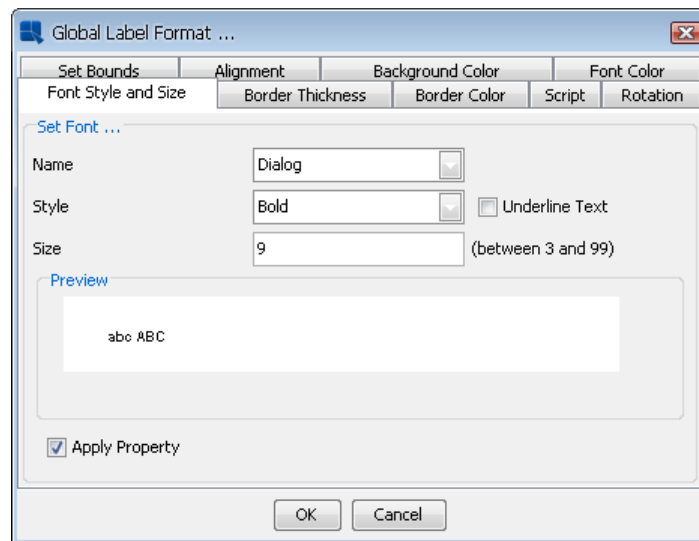 Global Label Format ...
Set Bounds Alignment Background Color Font Color
Font Style and Size Border Thickness Border Color Script Rotation
Set Font ...
Name Dialog
Style Bold Underline Text
Size 9 (between 3 and 99)
Preview
abc ABC
Apply Property
OK Cancel